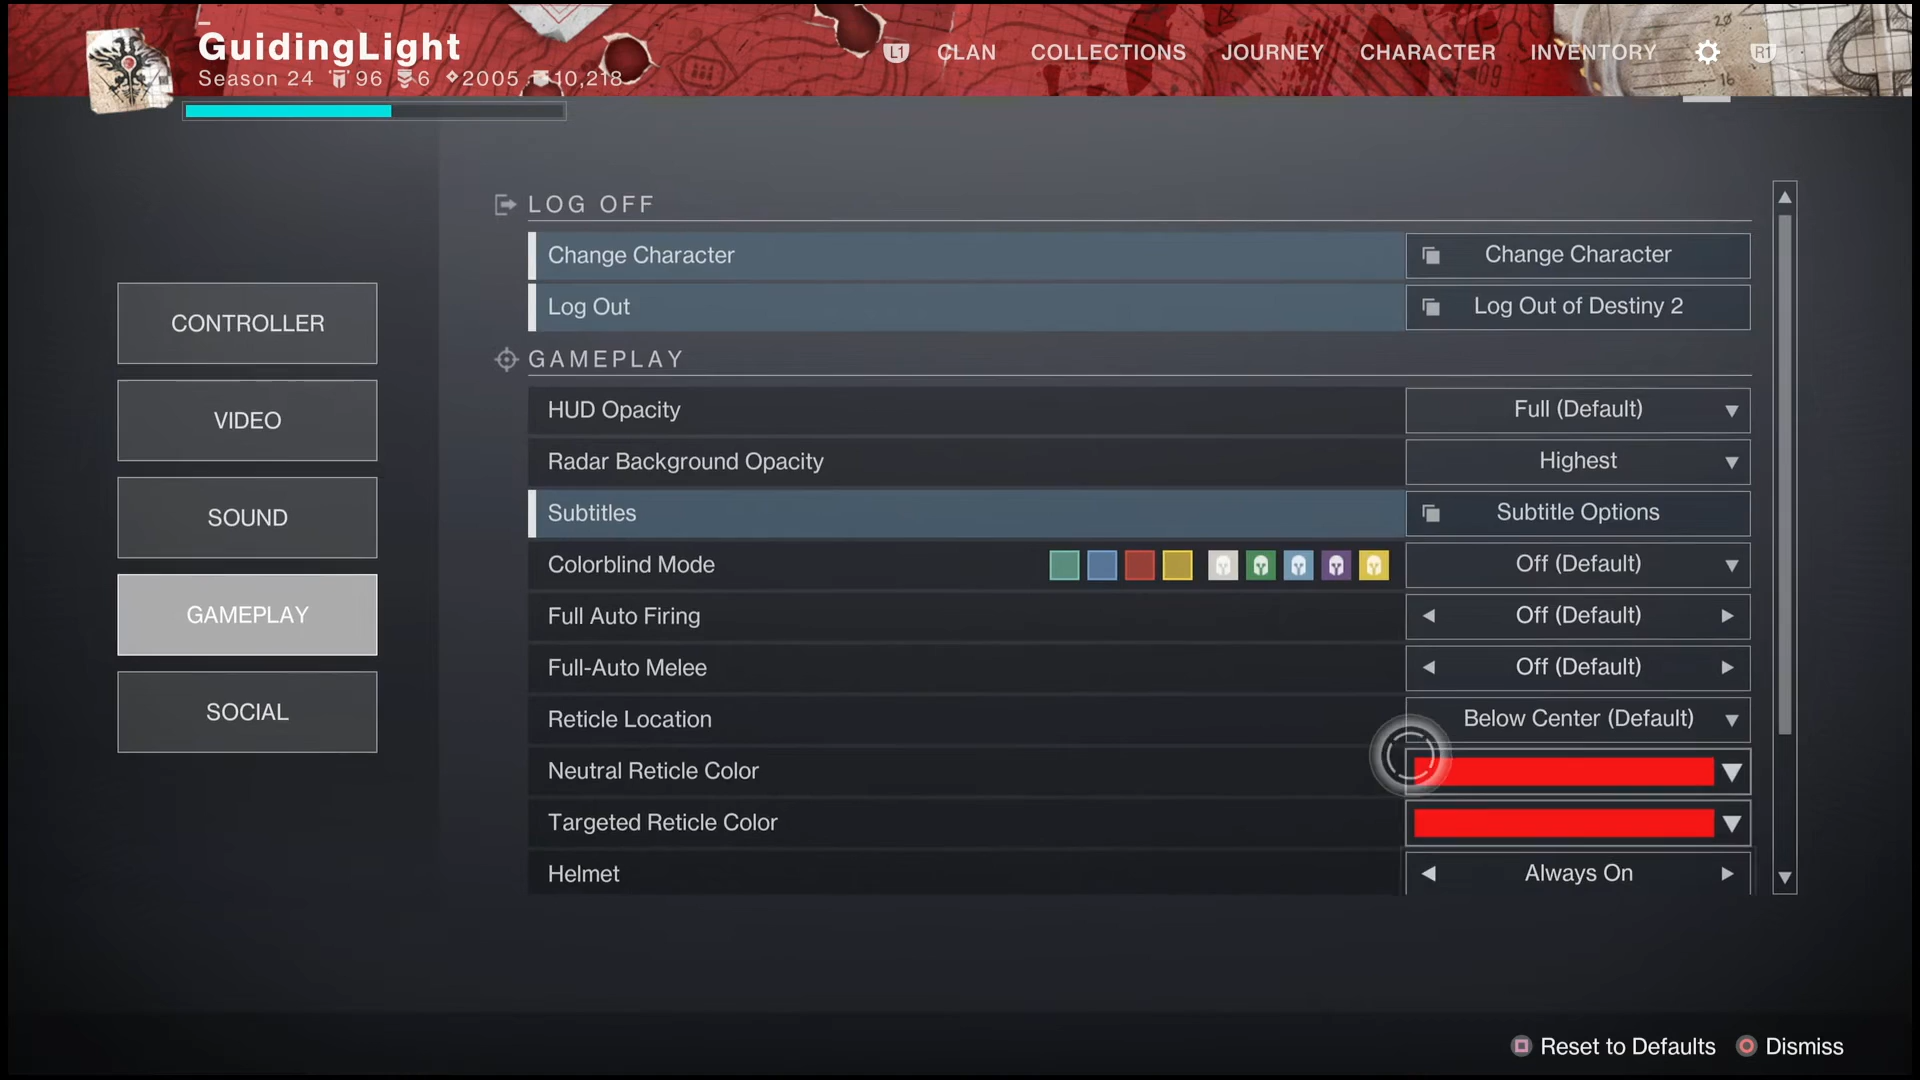 GuidingLight
Season 24 96 6 2005 10,218
L1 CLAN COLLECTIONS JOURNEY CHARACTER INVENTORY R1
LOG OFF
Change Character Change Character
Log Out Log Out of Destiny 2
GAMEPLAY
HUD Opacity Full (Default)
Radar Background Opacity Highest
Subtitles Subtitle Options
Colorblind Mode Off (Default)
Full Auto Firing Off (Default)
Full-Auto Melee Off (Default)
Reticle Location Below Center (Default)
Neutral Reticle Color
Targeted Reticle Color
Helmet Always On
CONTROLLER
VIDEO
SOUND
GAMEPLAY
SOCIAL
Reset to Defaults Dismiss